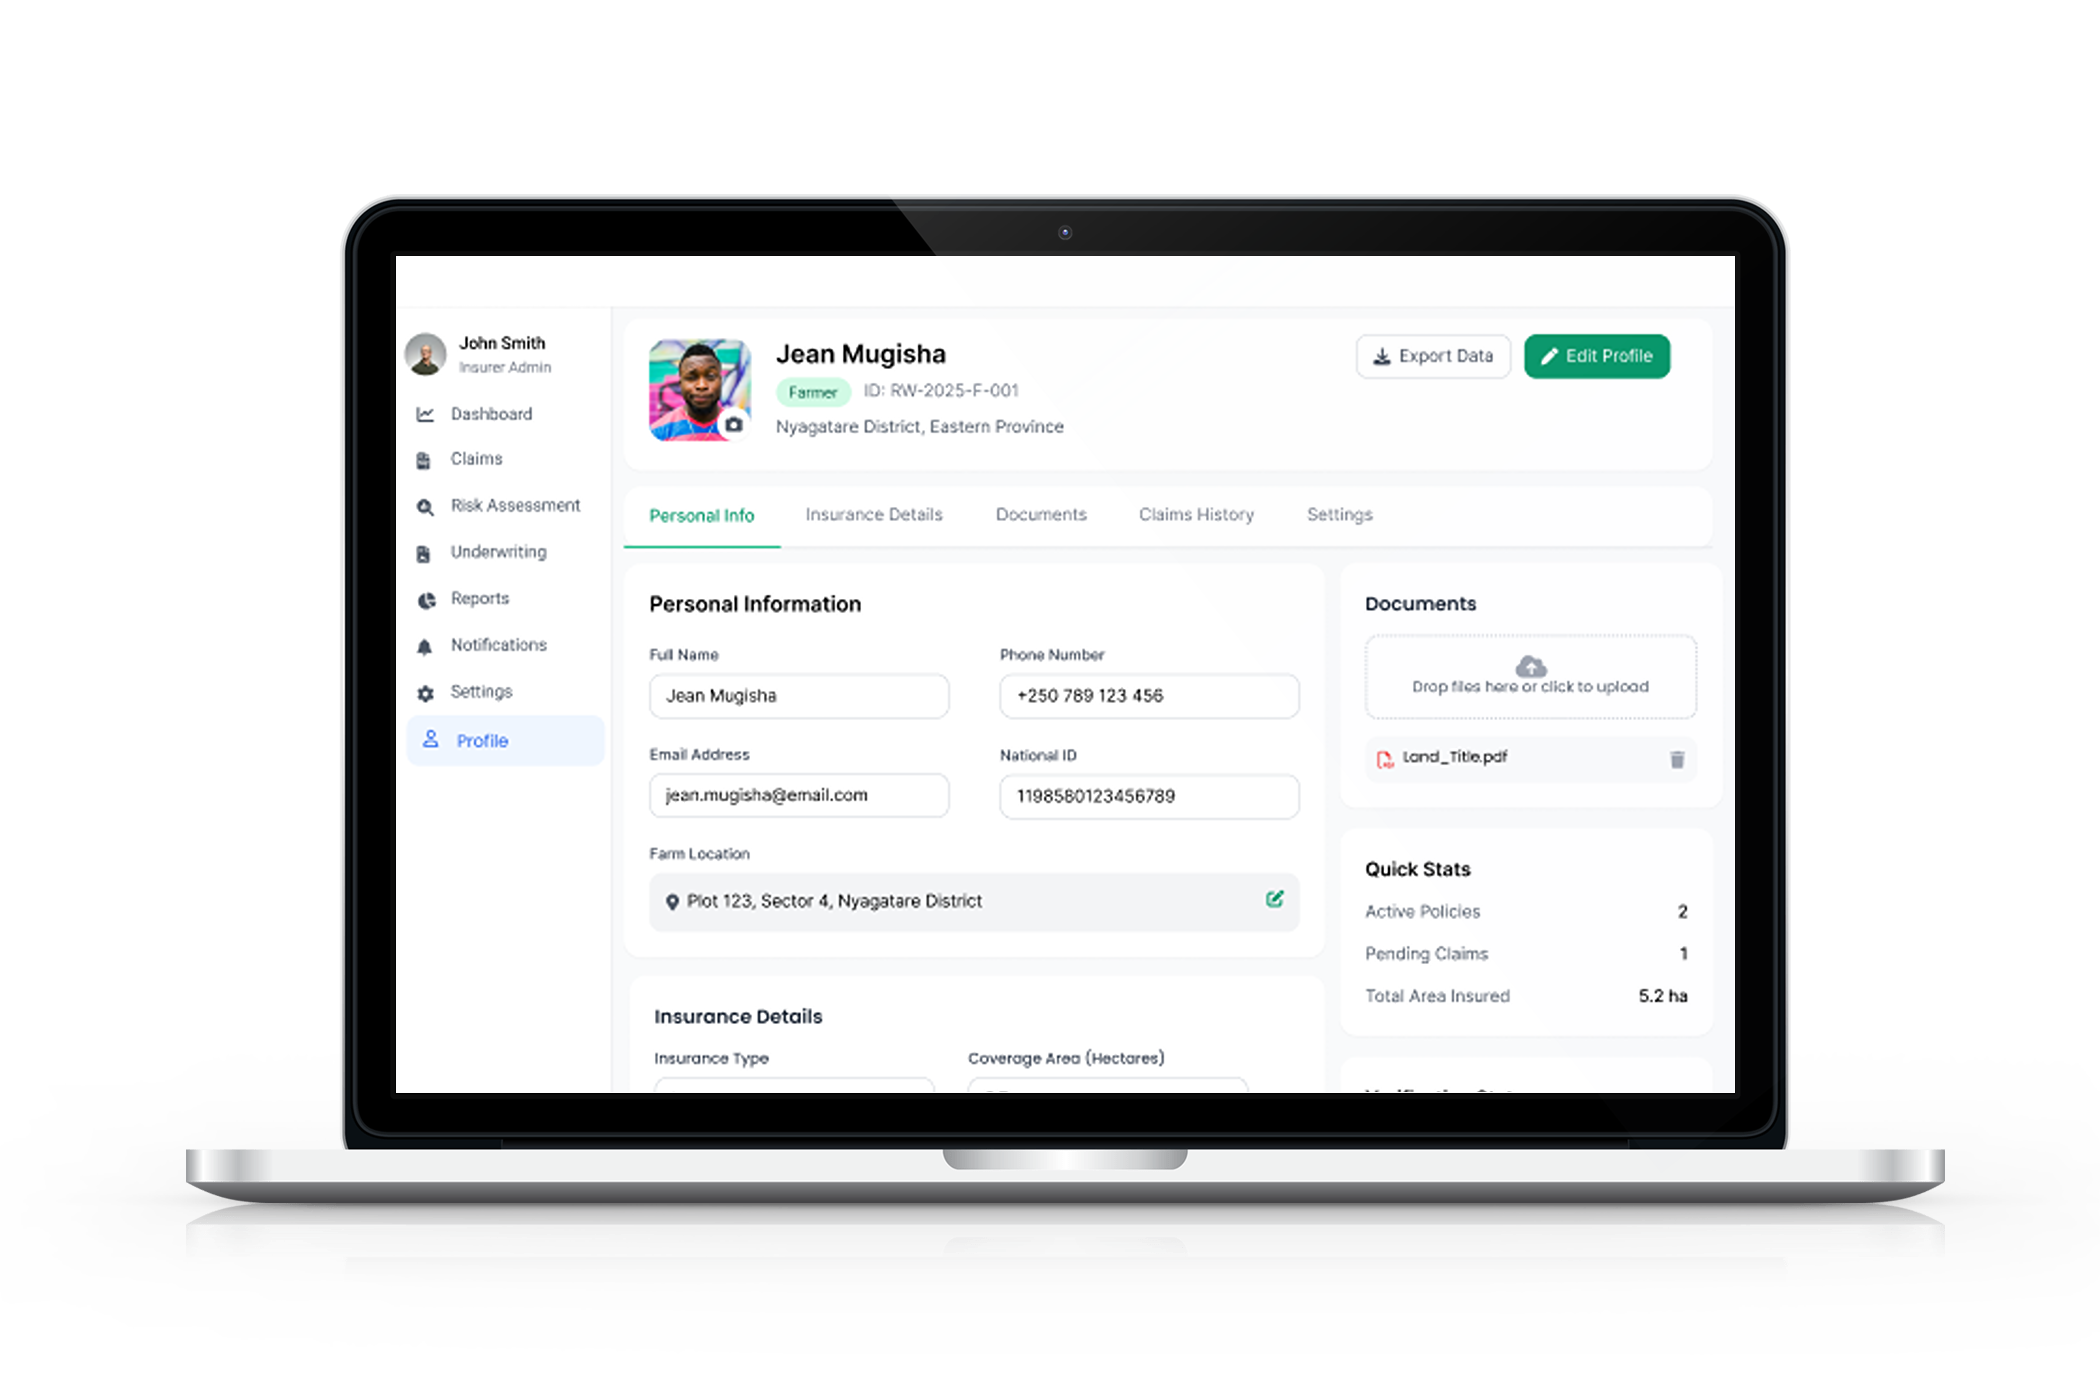 John Smith
Insurer Admin
Dashboard
Claims
Risk Assessment
Underwriting
Reports
Notifications
Settings
Profile
Jean Mugisha
Farmer ID: RW-2025-F-001
Nyagatare District, Eastern Province
Export Data Edit Profile
Personal Info Insurance Details Documents Claims History Settings
Personal Information
Full Name Phone Number
Jean Mugisha +250 789 123 456
Email Address National ID
jean.mugisha@email.com 1198580123456789
Farm Location
Plot 123, Sector 4, Nyagatare District
Insurance Details
Insurance Type Coverage Area (Hectares)
Documents
Drop files here or click to upload
Land_Title.pdf
Quick Stats
Active Policies 2
Pending Claims 1
Total Area Insured 5.2 ha